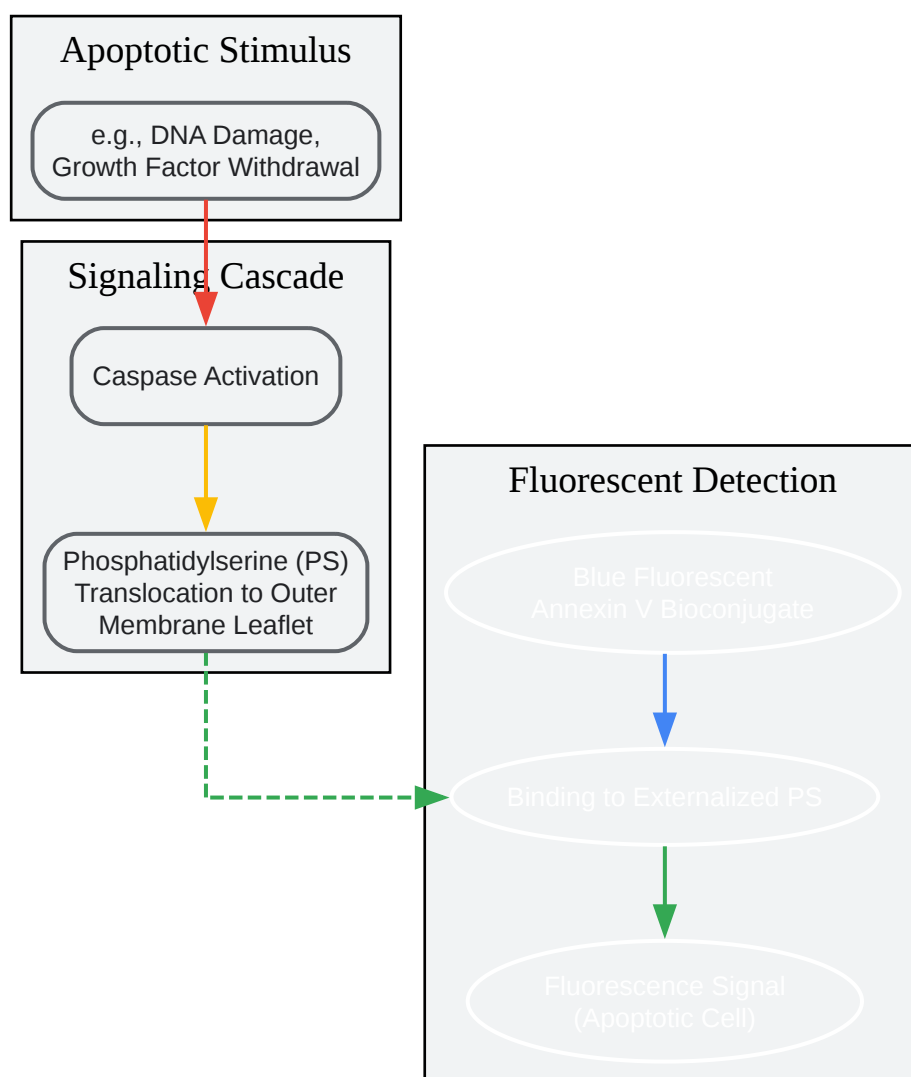 Apoptotic Stimulus
e.g., DNA Damage,
Growth Factor Withdrawal
Signaling Cascade
Caspase Activation
Phosphatidylserine (PS)
Translocation to Outer
Membrane Leaflet
Fluorescent Detection
Blue Fluorescent
Annexin V Bioconjugate
Binding to Externalized PS
Fluorescence Signal
(Apoptotic Cell)